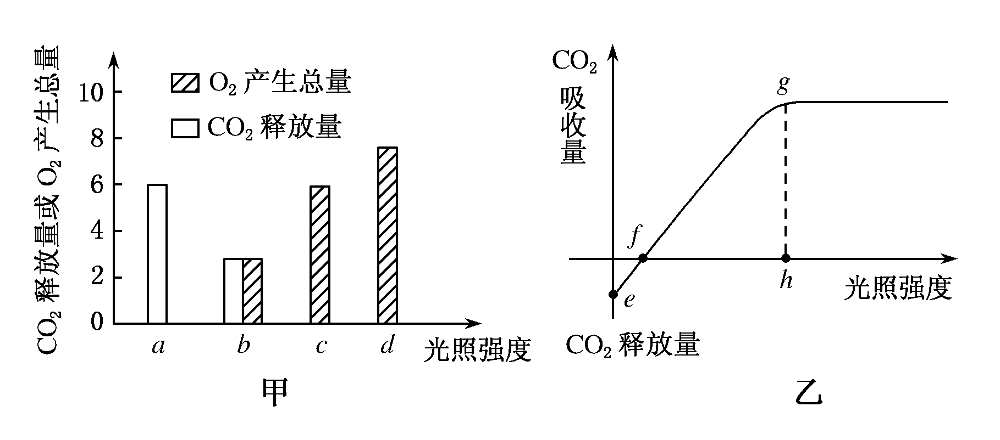 CO₂ 释放量或 O₂ 产生总量
10
8
6
4
2
0
O₂ 产生总量
CO₂ 释放量
a b c d
光照强度
甲
CO₂
吸
收
量
g
f
e
h
光照强度
CO₂ 释放量
乙